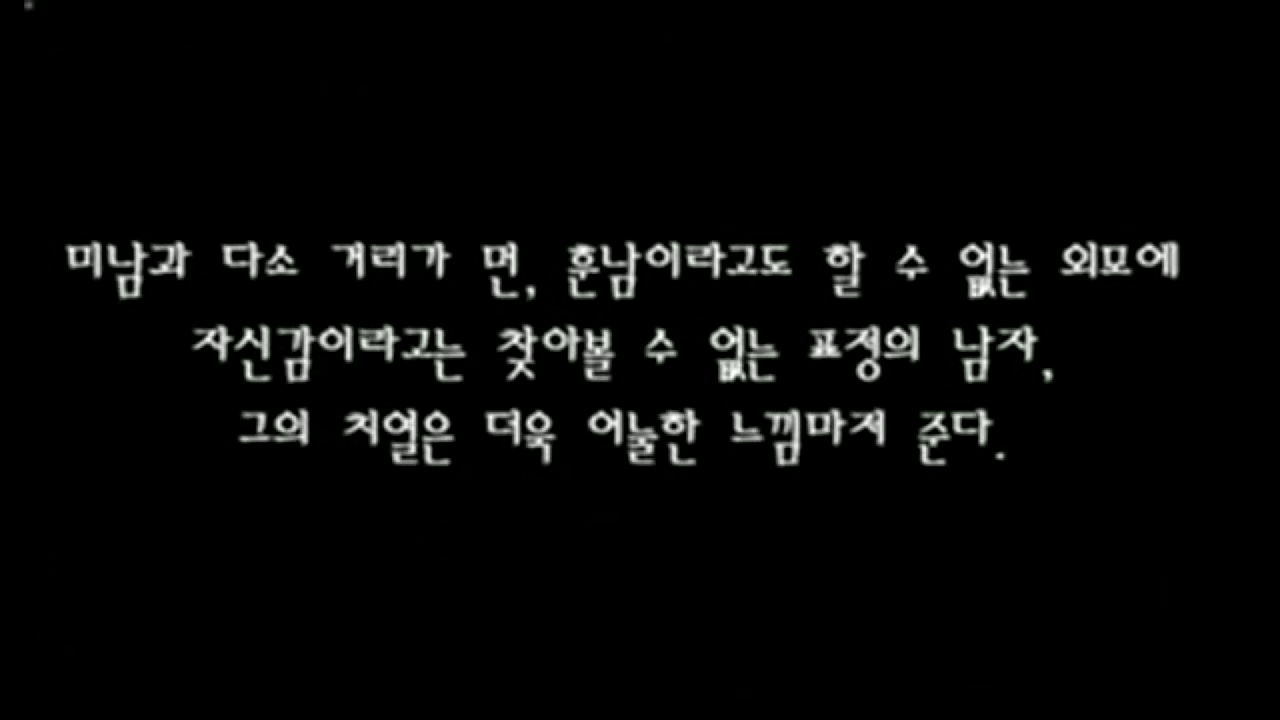 미남과 다소 거리가 먼, 훈남이라고도 할 수 없는 외모에
자신감이라고는 찾아볼 수 없는 표정의 남자,
그의 치열은 더욱 어눌한 느낌마저 준다.